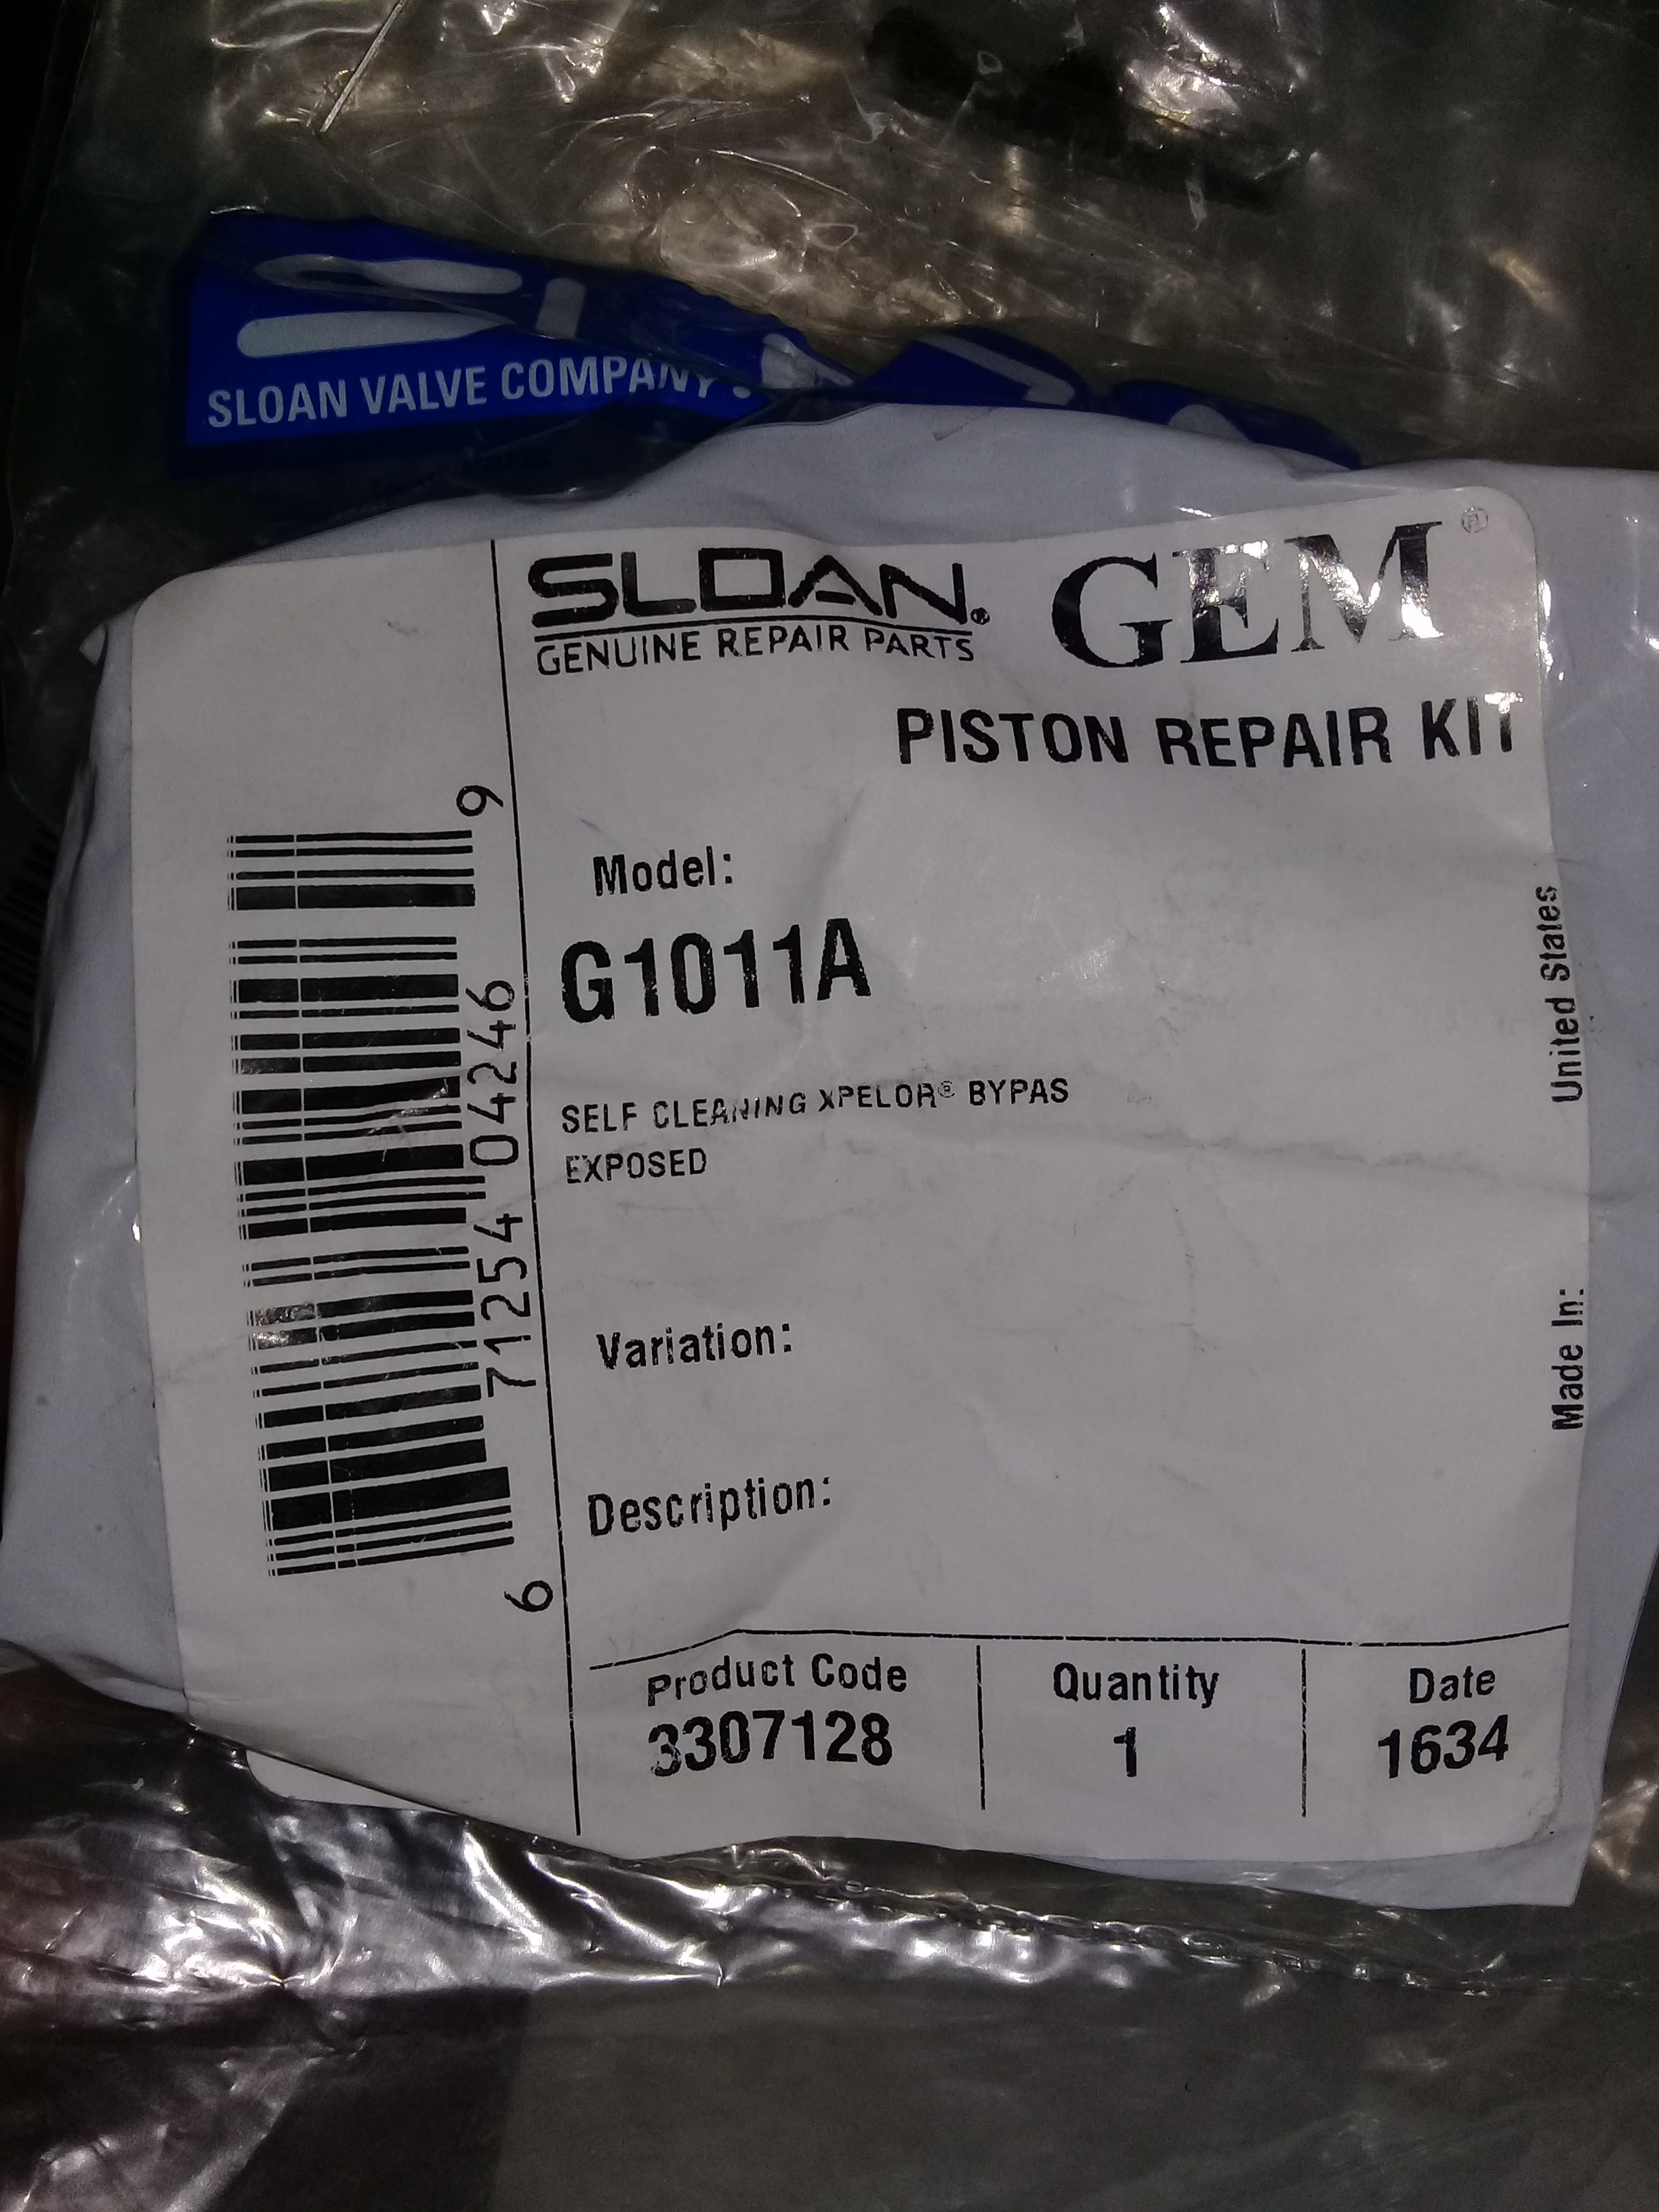 SLOAN VALVE COMPANY
SLOAN®
GENUINE REPAIR PARTS
GEM®
PISTON REPAIR KIT
Model:
G1011A
SELF CLEANING XPELOR® BYPAS
EXPOSED
Variation:
Description:
Product Code
3307128
Quantity
1
Date
1634
Made In: United States
6 71254 04246 9